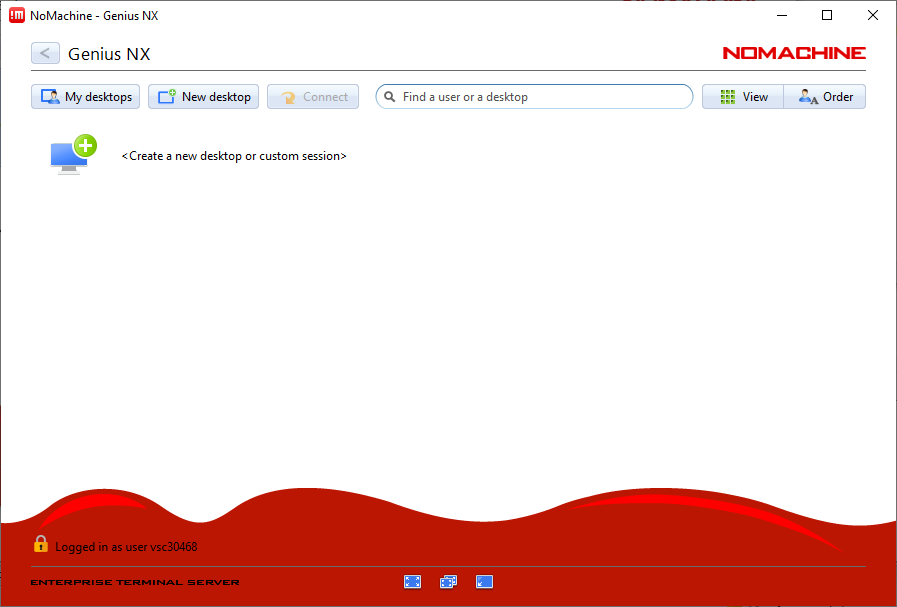 NoMachine - Genius NX
< Genius NX
NOMACHINE
My desktops
New desktop
Connect
Find a user or a desktop
View
Order
<Create a new desktop or custom session>
Logged in as user vsc30468
ENTERPRISE TERMINAL SERVER